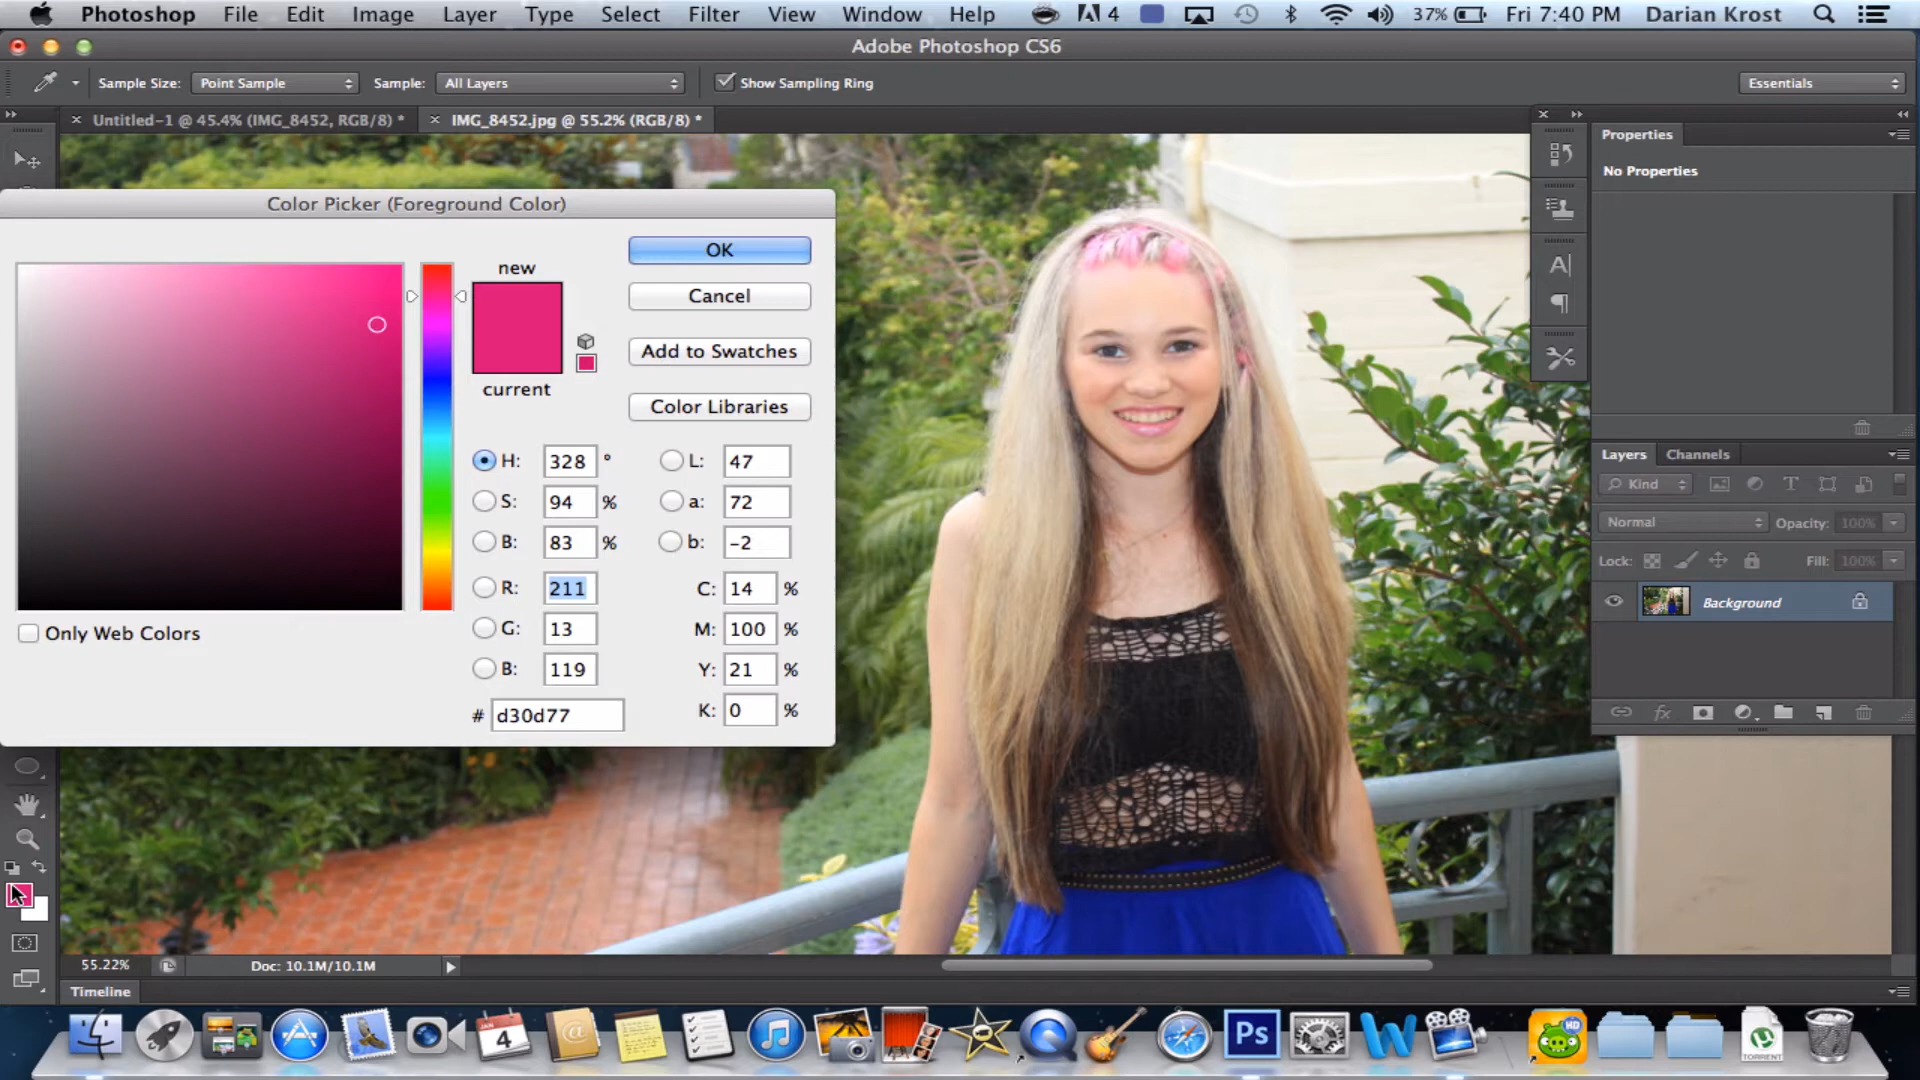 Photoshop File Edit Image Layer Type Select Filter View Window Help 4 37% Fri 7:40 PM Darian Krost
Adobe Photoshop CS6
Sample Size: Point Sample Sample: All Layers Show Sampling Ring Essentials
Untitled-1 @ 45.4% (IMG_8452, RGB/8) * IMG_8452.jpg @ 55.2% (RGB/8) *
Properties
No Properties
Color Picker (Foreground Color)
new
current
OK
Cancel
Add to Swatches
Color Libraries
H: 328 ° L: 47
S: 94 % a: 72
B: 83 % b: -2
R: 211 C: 14 %
G: 13 M: 100 %
B: 119 Y: 21 %
# d30d77 K: 0 %
Only Web Colors
Layers Channels
Kind
Normal Opacity: 100%
Lock: Fill: 100%
Background
fx
55.22% Doc: 10.1M/10.1M
Timeline
JAN 4
Ps
HD
TORRENT